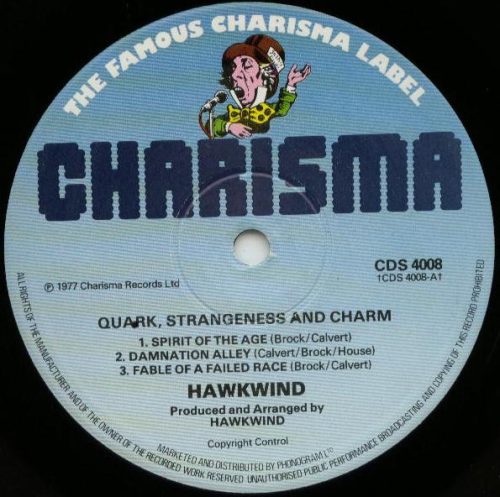 THE FAMOUS CHARISMA LABEL
CHARISMA
CDS 4008
†CDS 4008-A†
℗ 1977 Charisma Records Ltd
QUARK, STRANGENESS AND CHARM
1. SPIRIT OF THE AGE (Brock/Calvert)
2. DAMNATION ALLEY (Calvert/Brock/House)
3. FABLE OF A FAILED RACE (Brock/Calvert)
HAWKWIND
Produced and Arranged by
HAWKWIND
Copyright Control
MARKETED AND DISTRIBUTED BY PHONOGRAM LTD
ALL RIGHTS OF THE MANUFACTURER AND OF THE OWNER OF THE RECORDED WORK RESERVED UNAUTHORISED PUBLIC PERFORMANCE BROADCASTING AND COPYING OF THIS RECORD PROHIBITED